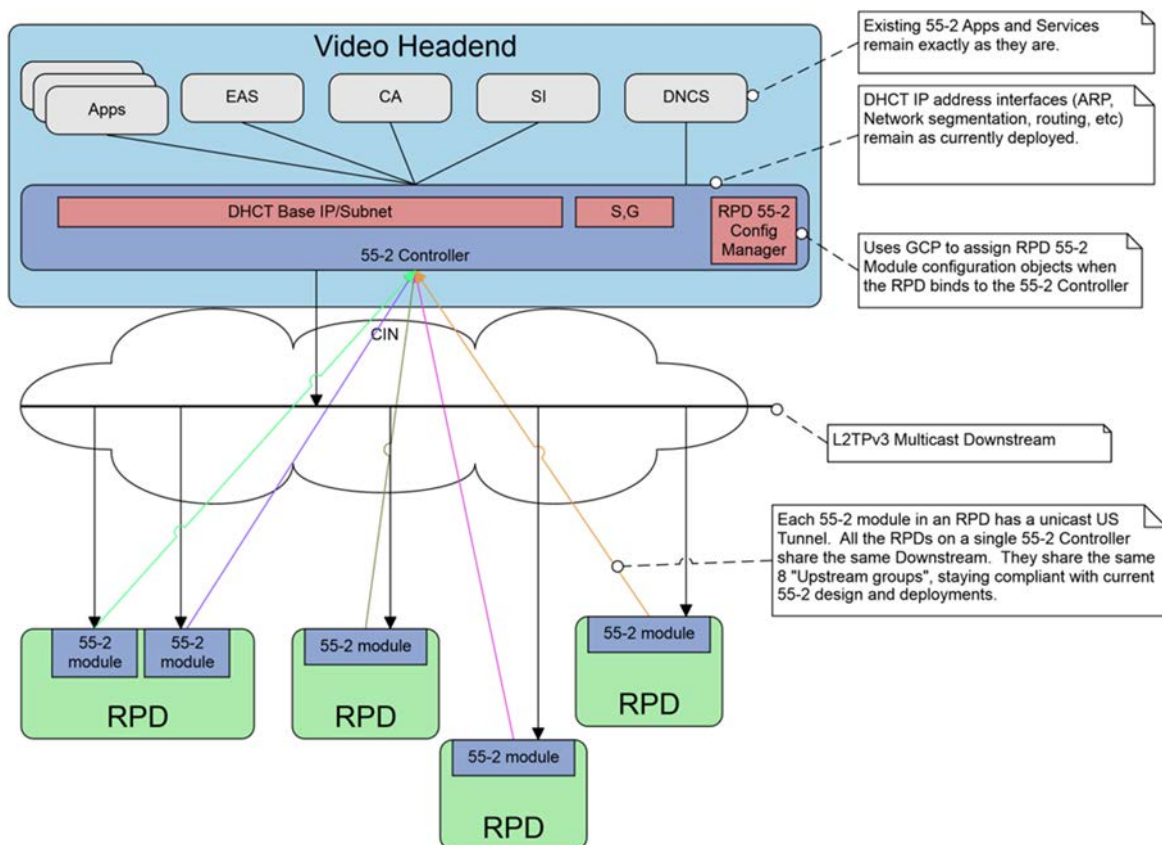 Video Headend
Apps
EAS
CA
SI
DNCS
DHCT Base IP/Subnet
S,G
RPD 55-2
Config
Manager
55-2 Controller
Existing 55-2 Apps and Services
remain exactly as they are.
DHCT IP address interfaces (ARP,
Network segmentation, routing, etc)
remain as currently deployed.
Uses GCP to assign RPD 55-2
Module configuration objects when
the RPD binds to the 55-2 Controller
CIN
L2TPv3 Multicast Downstream
Each 55-2 module in an RPD has a unicast US
Tunnel. All the RPDs on a single 55-2 Controller
share the same Downstream. They share the same
8 "Upstream groups", staying compliant with current
55-2 design and deployments.
55-2
module
55-2
module
RPD
55-2 module
RPD
55-2 module
RPD
55-2 module
RPD